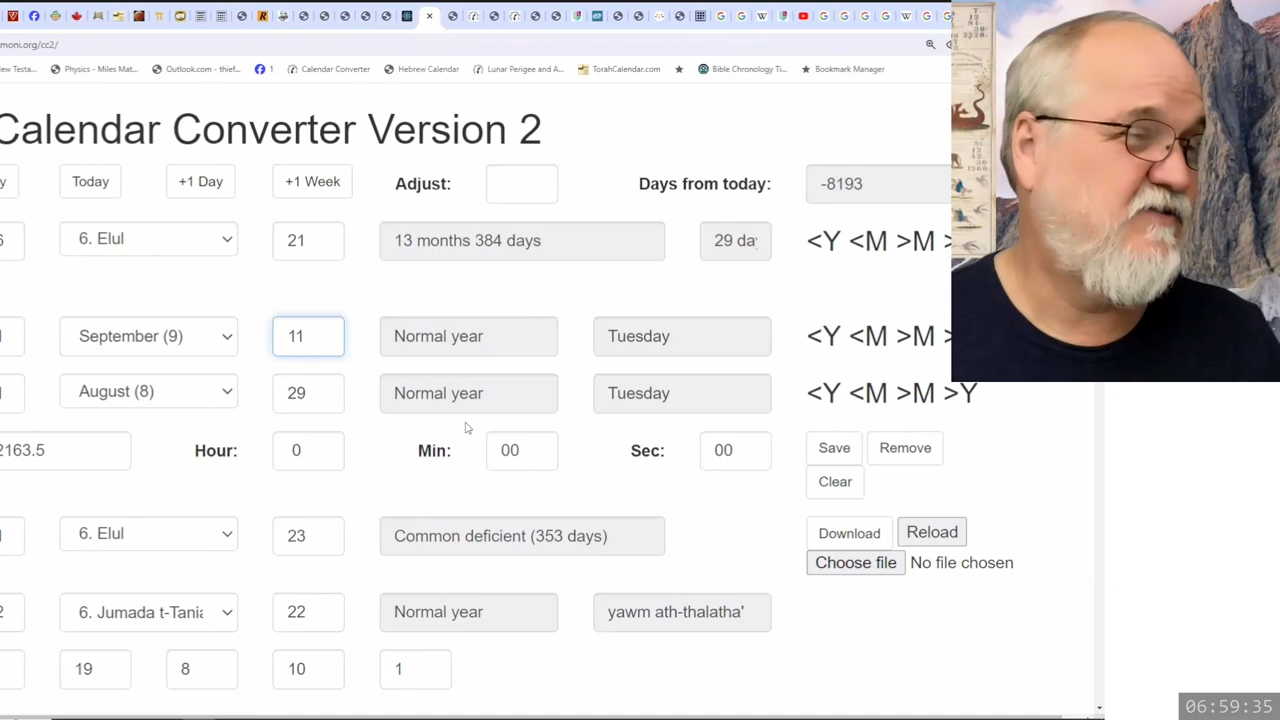 moni.org/cc2/
New Testa... Physics - Miles Mat... Outlook.com - thief... Calendar Converter Hebrew Calendar Lunar Perigee and A... TorahCalendar.com Bible Chronology Ti... Bookmark Manager
Calendar Converter Version 2
y Today +1 Day +1 Week Adjust: Days from today: -8193
6 6. Elul 21 13 months 384 days 29 da <Y <M >M >
September (9) 11 Normal year Tuesday <Y <M >M >
August (8) 29 Normal year Tuesday <Y <M >M >Y
2163.5 Hour: 0 Min: 00 Sec: 00 Save Remove
Clear
6. Elul 23 Common deficient (353 days) Download Reload
Choose file No file chosen
2 6. Jumada t-Tania 22 Normal year yawm ath-thalatha'
19 8 10 1
06:59:35